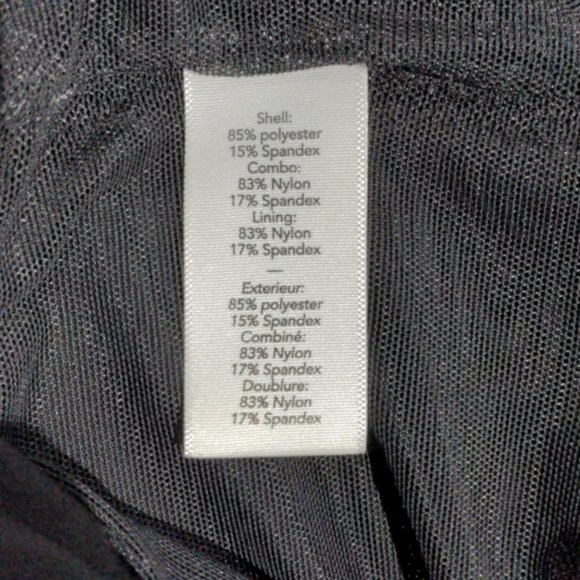 Shell:
85% polyester
15% Spandex
Combo:
83% Nylon
17% Spandex
Lining:
83% Nylon
17% Spandex
—
Exterieur:
85% polyester
15% Spandex
Combiné:
83% Nylon
17% Spandex
Doublure:
83% Nylon
17% Spandex